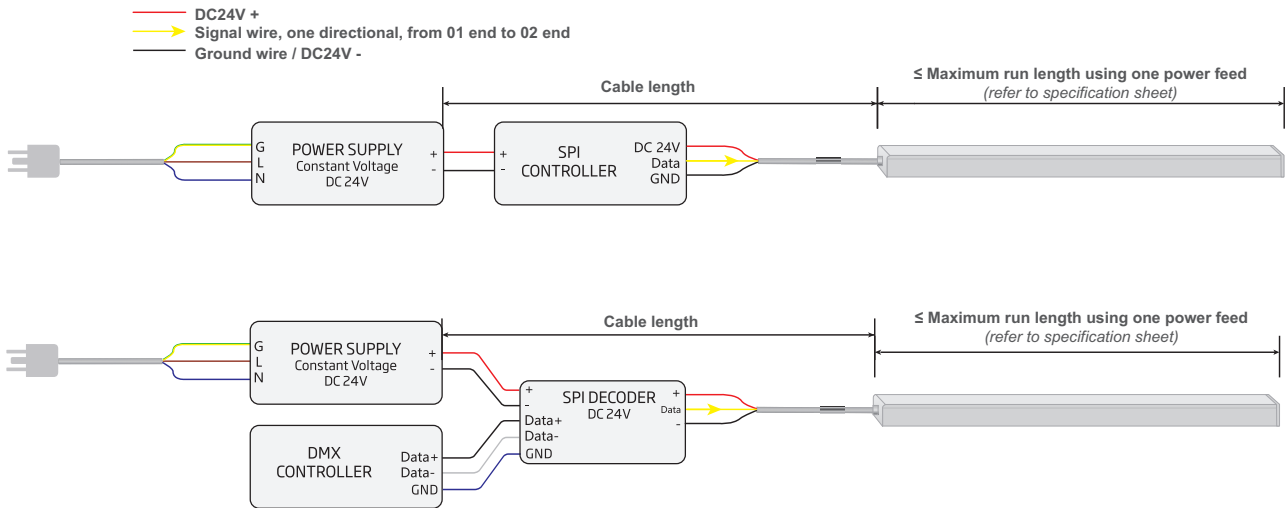 DC24V +
Signal wire, one directional, from 01 end to 02 end
Ground wire / DC24V -
Cable length
≤ Maximum run length using one power feed
(refer to specification sheet)
G
L
N
POWER SUPPLY
Constant Voltage
DC 24V
+
-
+
-
SPI
CONTROLLER
DC 24V
Data
GND
Cable length
≤ Maximum run length using one power feed
(refer to specification sheet)
G
L
N
POWER SUPPLY
Constant Voltage
DC 24V
+
-
+
-
Data+
Data-
GND
SPI DECODER
DC 24V
+
Data
-
DMX
CONTROLLER
Data+
Data-
GND